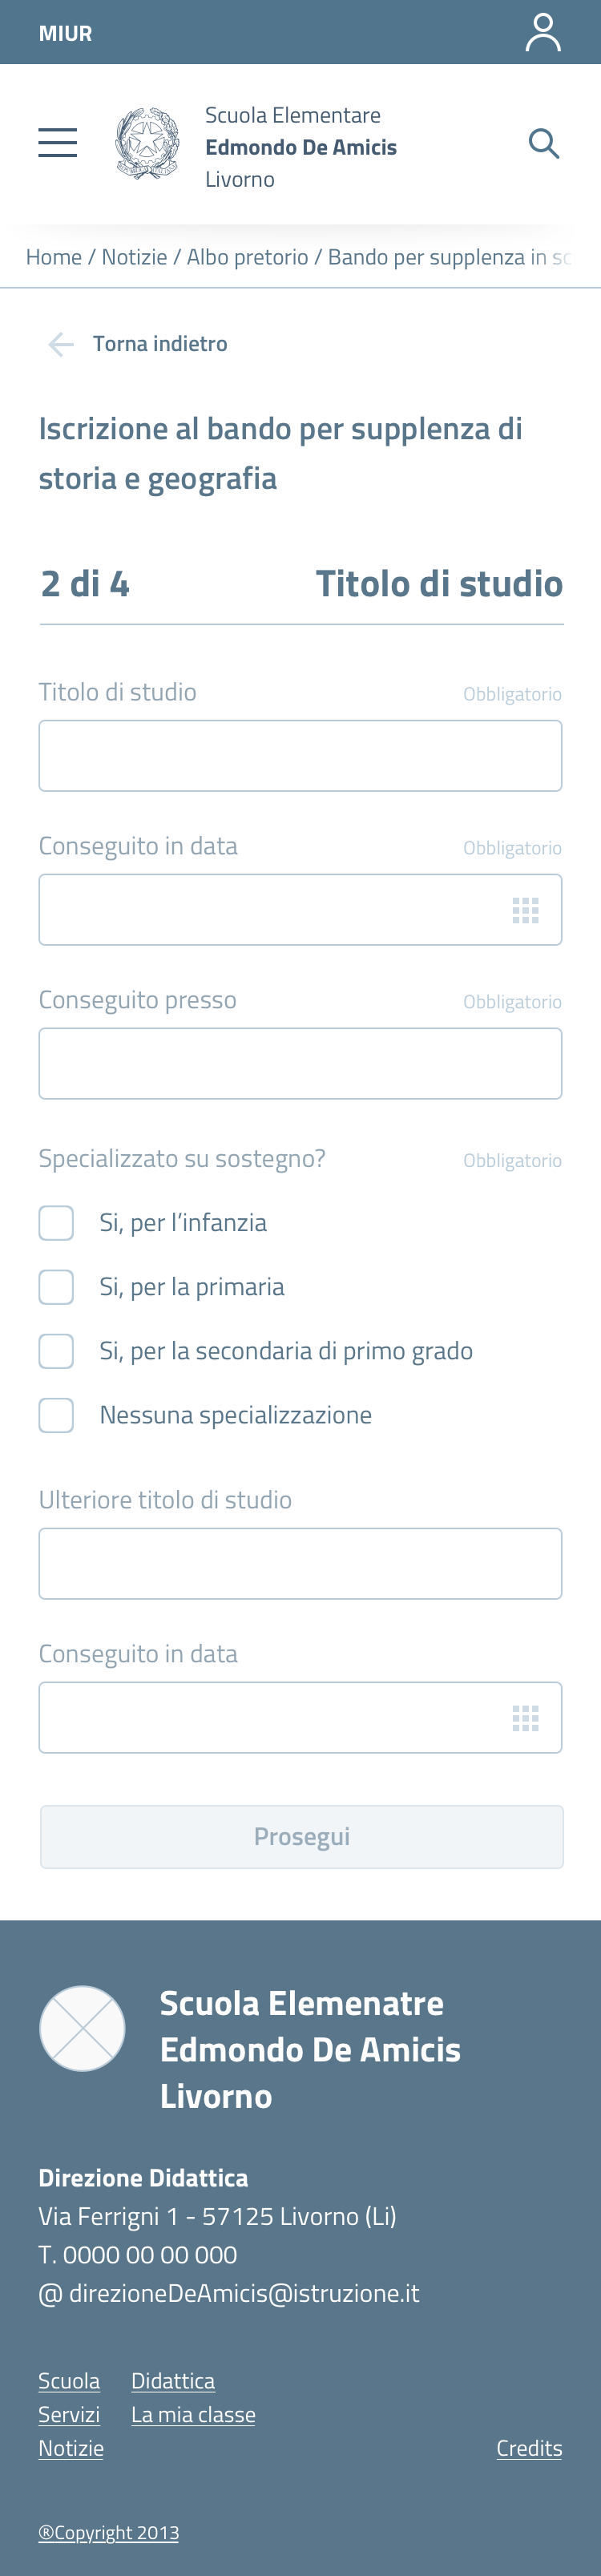 MIUR
Scuola Elementare
Edmondo De Amicis
Livorno
Home / Notizie / Albo pretorio / Bando per supplenza in sc
Torna indietro
Iscrizione al bando per supplenza di
storia e geografia
2 di 4 Titolo di studio
Titolo di studio Obbligatorio
Conseguito in data Obbligatorio
Conseguito presso Obbligatorio
Specializzato su sostegno? Obbligatorio
Si, per l’infanzia
Si, per la primaria
Si, per la secondaria di primo grado
Nessuna specializzazione
Ulteriore titolo di studio
Conseguito in data
Prosegui
Scuola Elemenatre
Edmondo De Amicis
Livorno
Direzione Didattica
Via Ferrigni 1 - 57125 Livorno (Li)
T. 0000 00 00 000
@ direzioneDeAmicis@istruzione.it
Scuola Didattica
Servizi La mia classe
Notizie Credits
®Copyright 2013